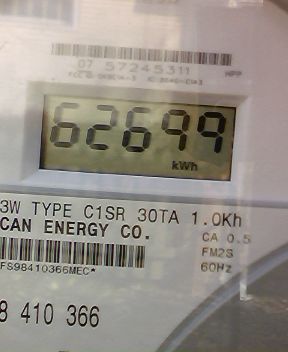 07 57245311 HPP
62699
kWh
3W TYPE C1SR 30TA 1.0Kh
CAN ENERGY CO.
CA 0.5
FM2S
60Hz
FS98410366MEC*
8 410 366